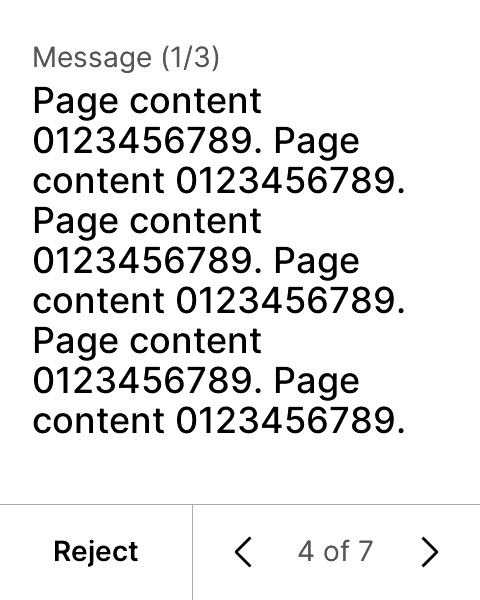 Message (1/3)
Page content
0123456789. Page
content 0123456789.
Page content
0123456789. Page
content 0123456789.
Page content
0123456789. Page
content 0123456789.
Reject
4 of 7